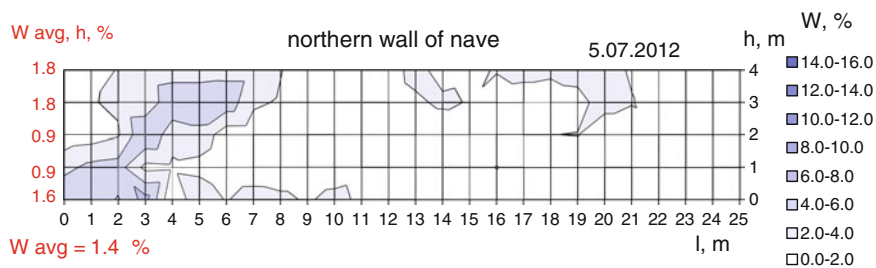 W avg, h, %
northern wall of nave
5.07.2012
h, m
W, %
1.8
1.8
0.9
0.9
1.6
4
3
2
1
0
0 1 2 3 4 5 6 7 8 9 10 11 12 13 14 15 16 17 18 19 20 21 22 23 24 25
W avg = 1.4 %
l, m
14.0-16.0
12.0-14.0
10.0-12.0
8.0-10.0
6.0-8.0
4.0-6.0
2.0-4.0
0.0-2.0